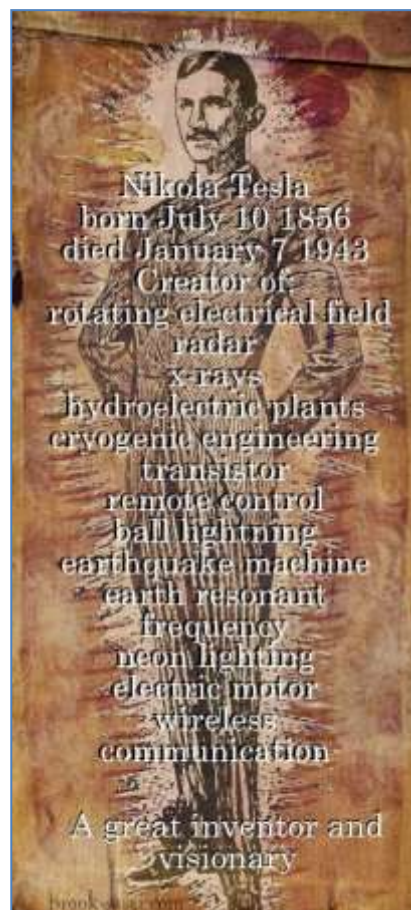 Nikola Tesla
born July 10 1856
died January 7 1943
Creator of:
rotating electrical field
radar
x-rays
hydroelectric plants
cryogenic engineering
transistor
remote control
ball lightning
earthquake machine
earth resonant
frequency
neon lighting
electric motor
wireless
communication
A great inventor and
visionary